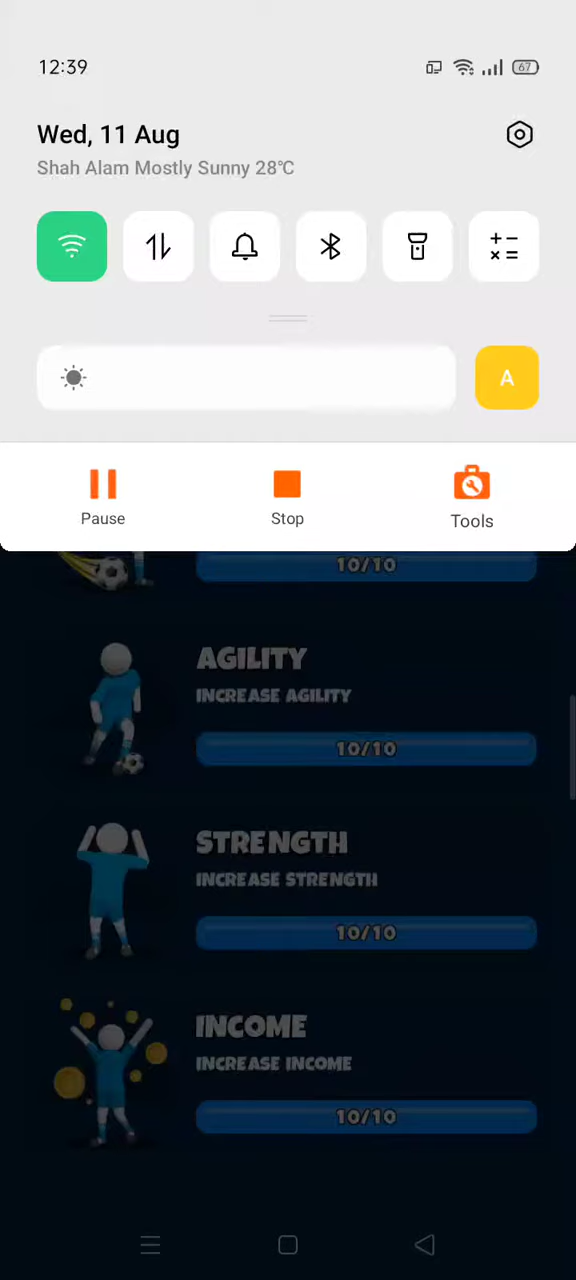 12:39
67
Wed, 11 Aug
Shah Alam Mostly Sunny 28°C
A
Pause
Stop
Tools
10/10
AGILITY
INCREASE AGILITY
10/10
STRENGTH
INCREASE STRENGTH
10/10
INCOME
INCREASE INCOME
10/10